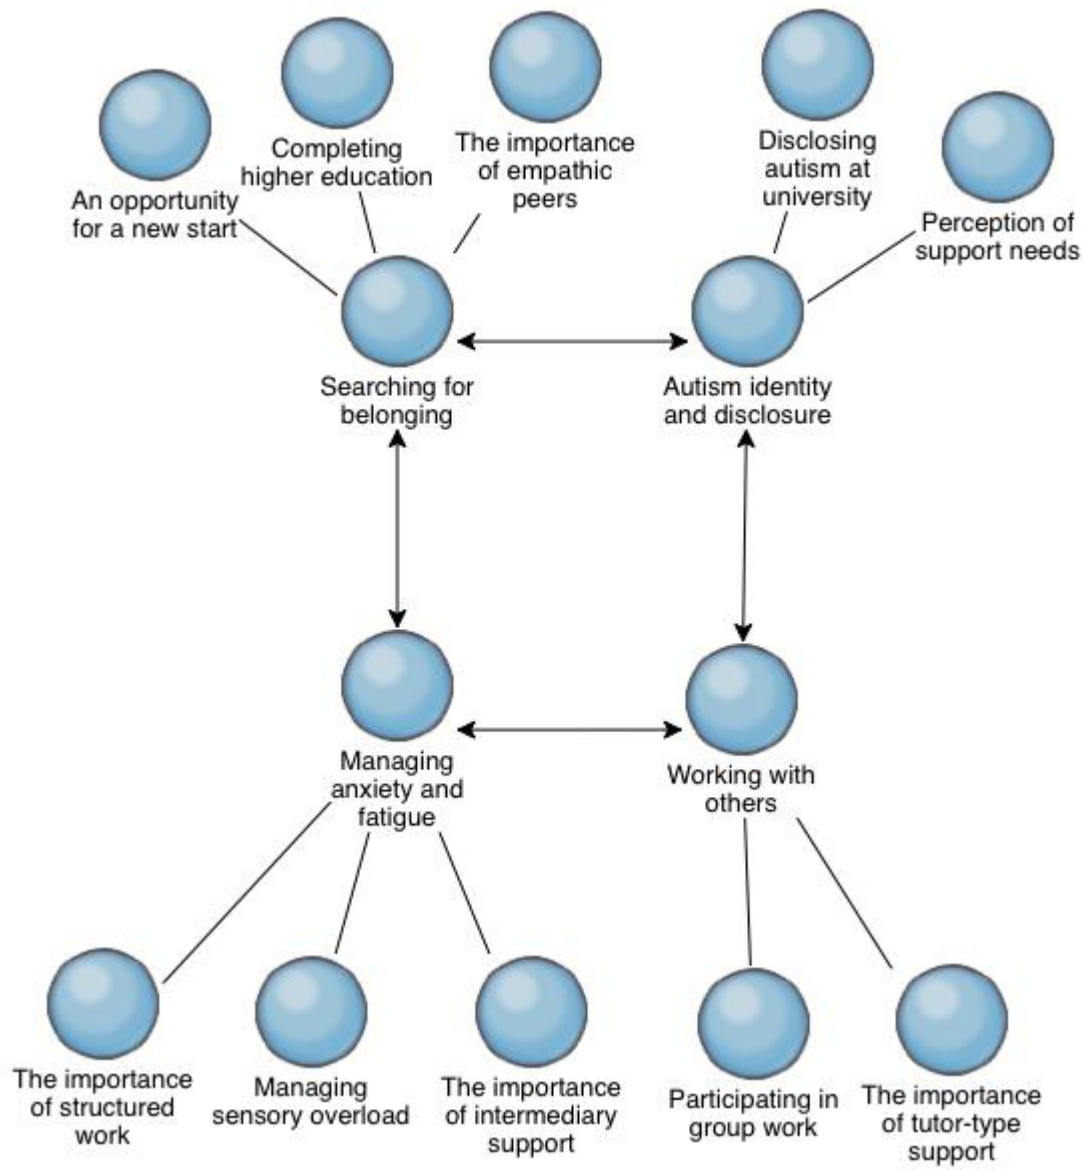 An opportunity
for a new start
Completing
higher education
The importance
of empathic
peers
Disclosing
autism at
university
Perception of
support needs
Searching for
belonging
Autism identity
and disclosure
Managing
anxiety and
fatigue
Working with
others
The importance
of structured
work
Managing
sensory overload
The importance
of intermediary
support
Participating in
group work
The importance
of tutor-type
support